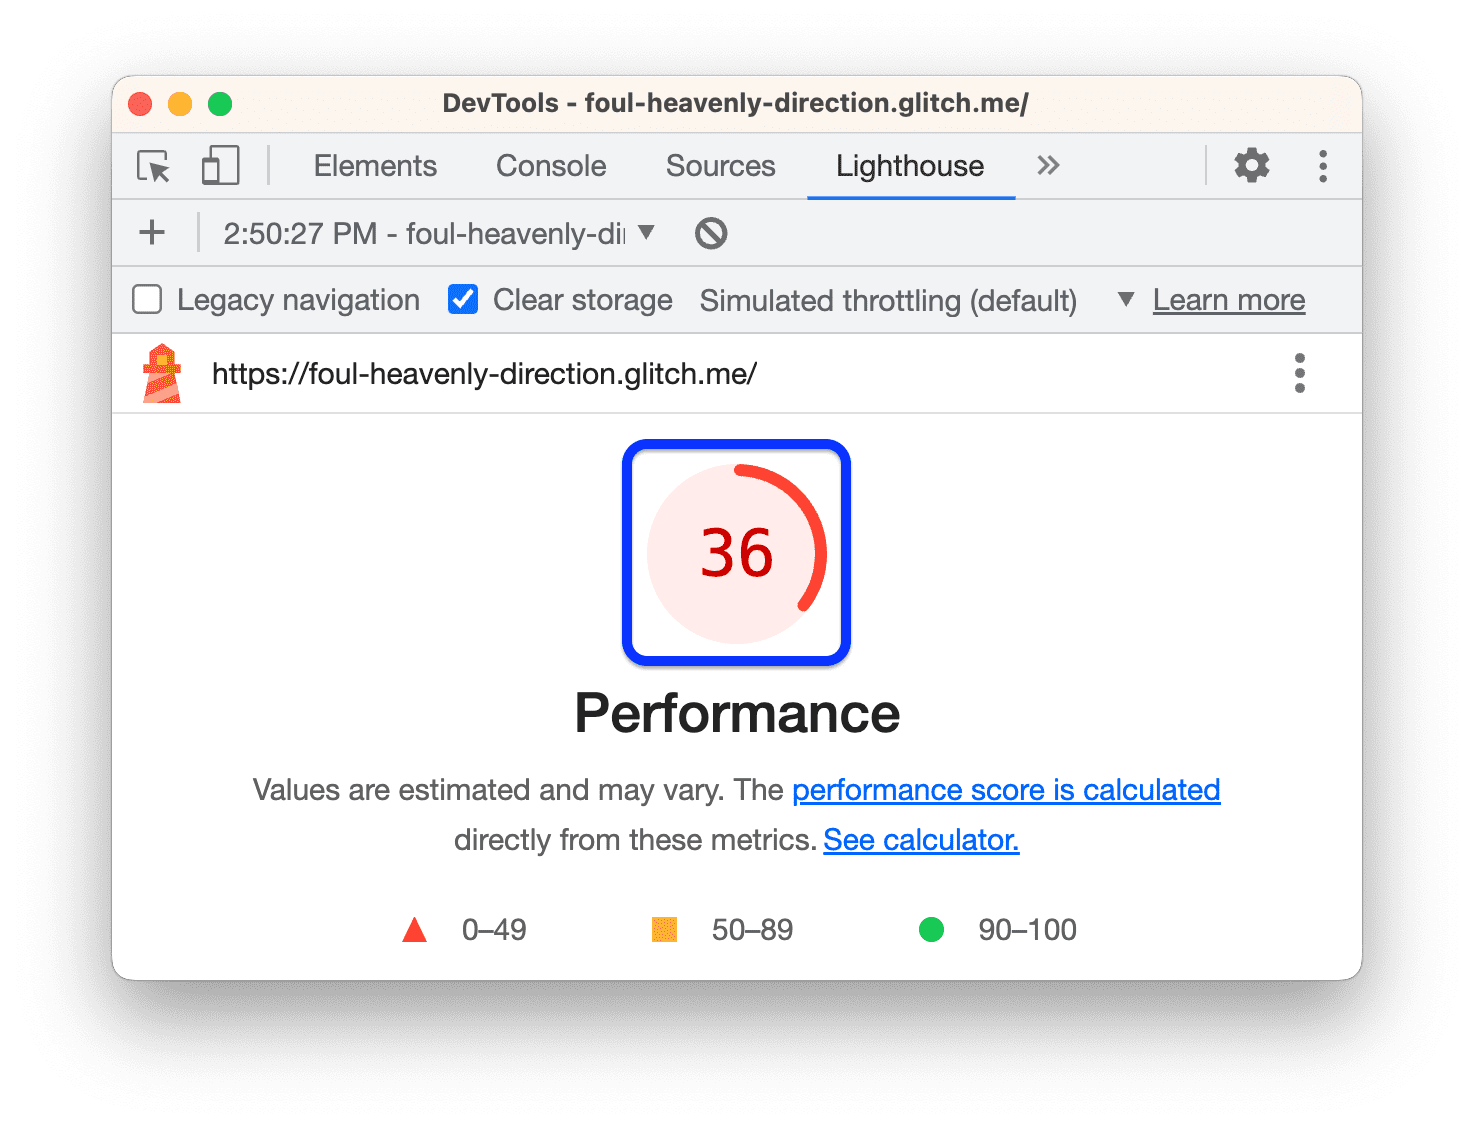 DevTools - foul-heavenly-direction.glitch.me/
Elements Console Sources Lighthouse
2:50:27 PM - foul-heavenly-di
Legacy navigation Clear storage Simulated throttling (default) Learn more
https://foul-heavenly-direction.glitch.me/
36
Performance
Values are estimated and may vary. The performance score is calculated
directly from these metrics. See calculator.
0–49 50–89 90–100